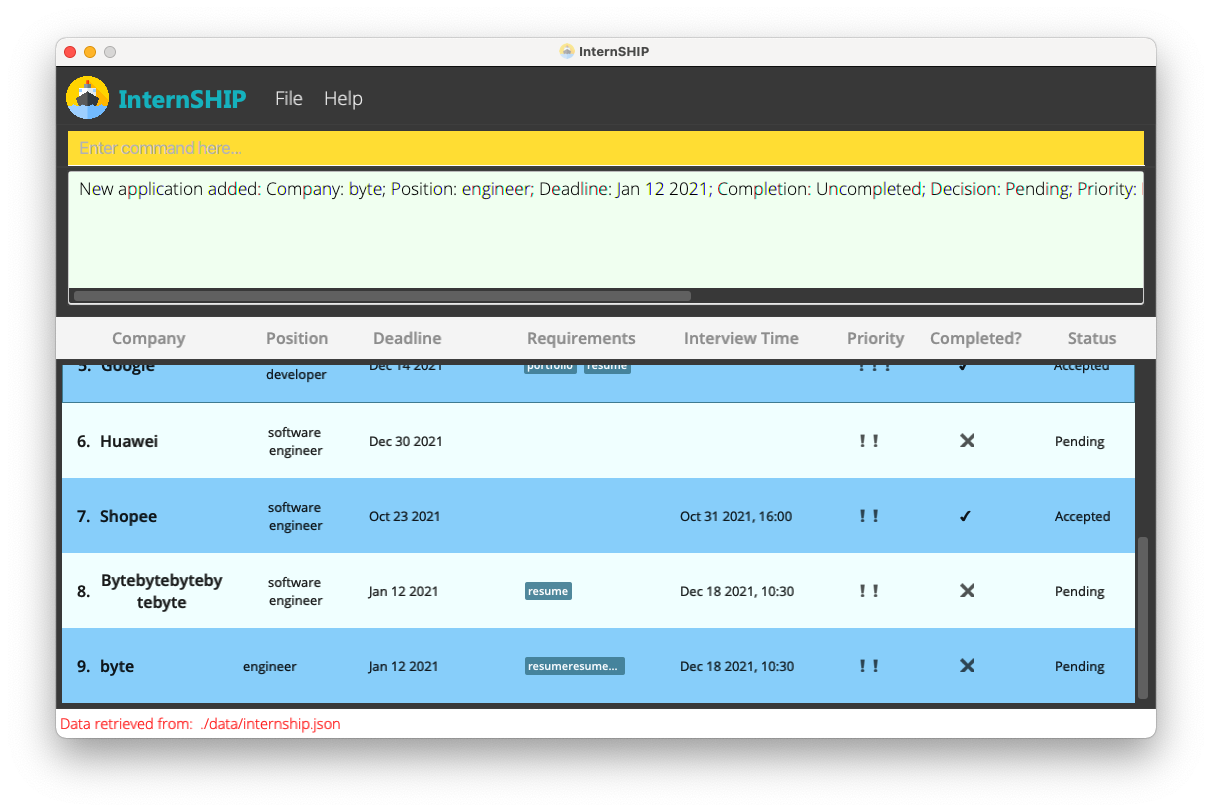 InternSHIP
InternSHIP File Help
Enter command here...
New application added: Company: byte; Position: engineer; Deadline: Jan 12 2021; Completion: Uncompleted; Decision: Pending; Priority:
Company Position Deadline Requirements Interview Time Priority Completed? Status
5. Google developer Dec 14 2021 portfolio resume ! ! ! ✔ Accepted
6. Huawei software Dec 30 2021 ! ! ✖ Pending
engineer
7. Shopee software Oct 23 2021 Oct 31 2021, 16:00 ! ! ✔ Accepted
engineer
8. Bytebytebyteby software Jan 12 2021 resume Dec 18 2021, 10:30 ! ! ✖ Pending
tebyte engineer
9. byte engineer Jan 12 2021 resumeresume... Dec 18 2021, 10:30 ! ! ✖ Pending
Data retrieved from: ./data/internship.json